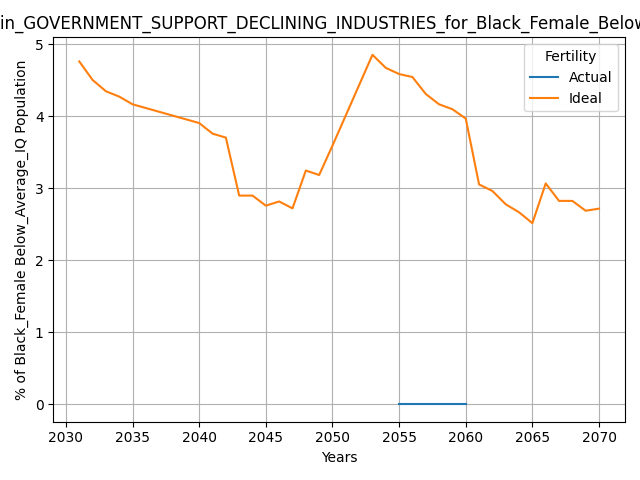 in_GOVERNMENT_SUPPORT_DECLINING_INDUSTRIES_for_Black_Female_Below
Fertility
Actual
Ideal
% of Black_Female Below_Average_IQ Population
5
4
3
2
1
0
2030 2035 2040 2045 2050 2055 2060 2065 2070
Years